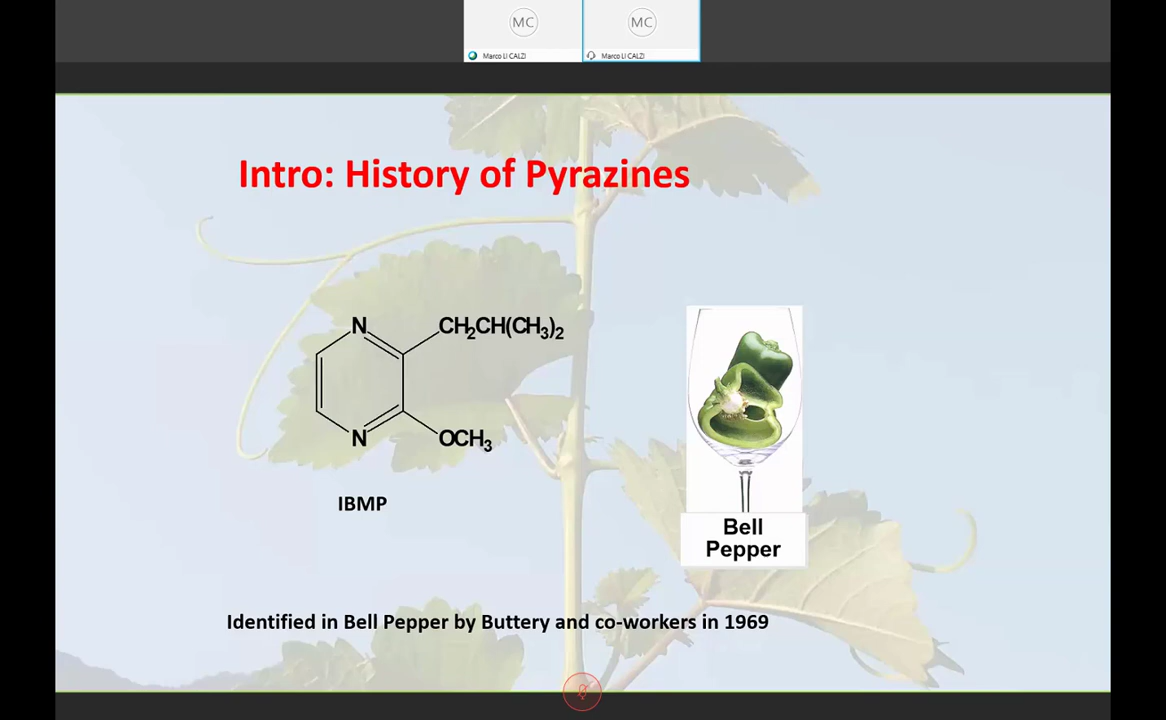 MC
MC
Marco LI CALZI
Marco LI CALZI
Intro: History of Pyrazines
N
CH₂CH(CH₃)₂
N
OCH₃
IBMP
Bell
Pepper
Identified in Bell Pepper by Buttery and co-workers in 1969